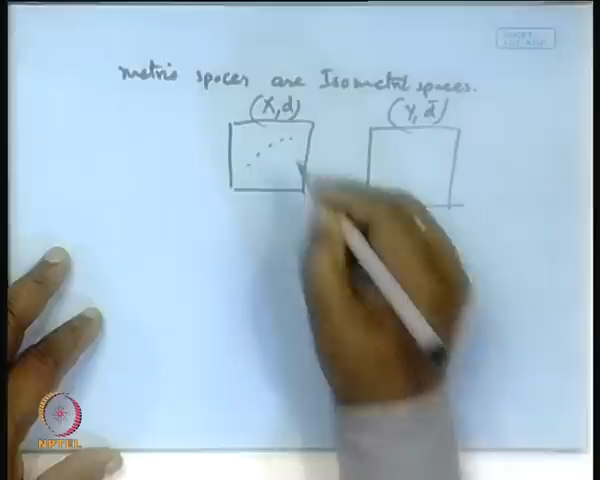 metric spaces are Isometric spaces.
(X,d) (Y, d̃)
NPTEL